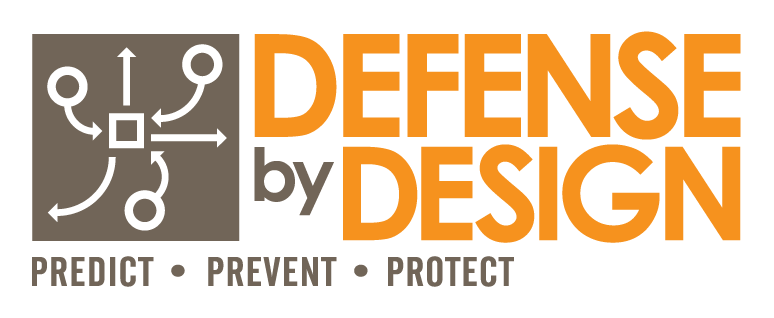 DEFENSE
by DESIGN
PREDICT • PREVENT • PROTECT